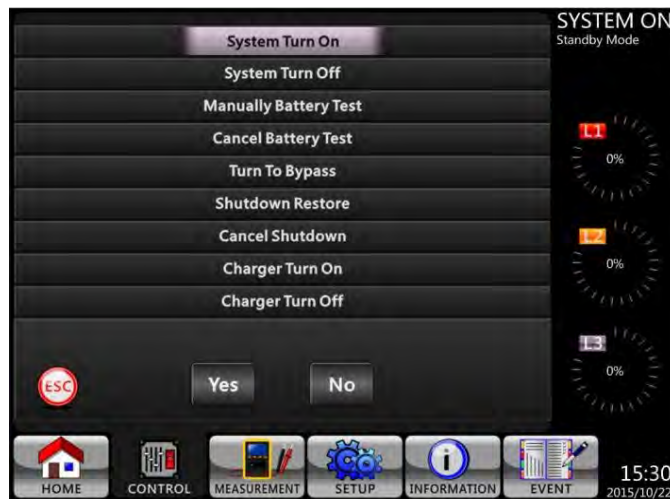 SYSTEM ON
Standby Mode
System Turn On
System Turn Off
Manually Battery Test
Cancel Battery Test
Turn To Bypass
Shutdown Restore
Cancel Shutdown
Charger Turn On
Charger Turn Off
L1
0%
L2
0%
L3
0%
ESC
Yes
No
HOME
CONTROL
MEASUREMENT
SETUP
INFORMATION
EVENT
15:30